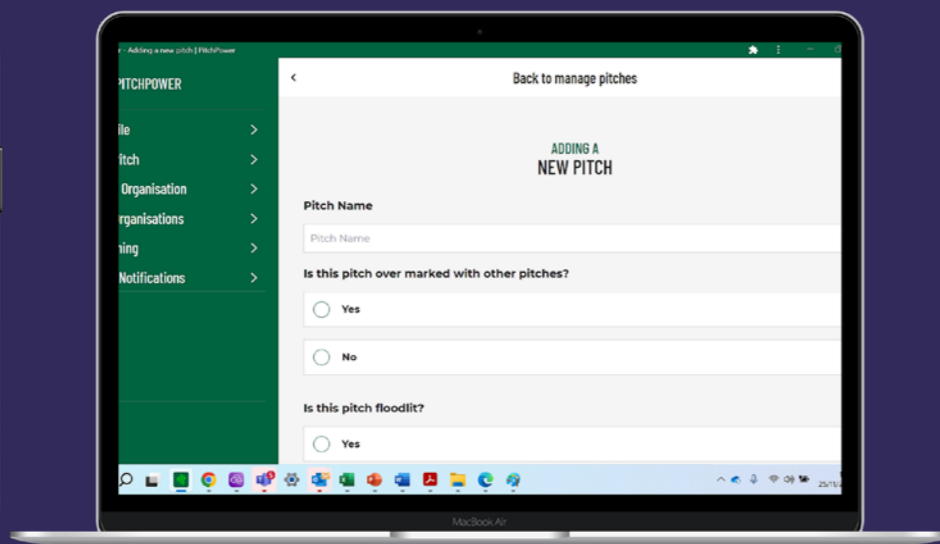 - Adding a new pitch | PitchPower
PITCHPOWER
Back to manage pitches
ile
itch
Organisation
rganisations
ning
Notifications
ADDING A
NEW PITCH
Pitch Name
Pitch Name
Is this pitch over marked with other pitches?
Yes
No
Is this pitch floodlit?
Yes
25/11/
MacBook Air